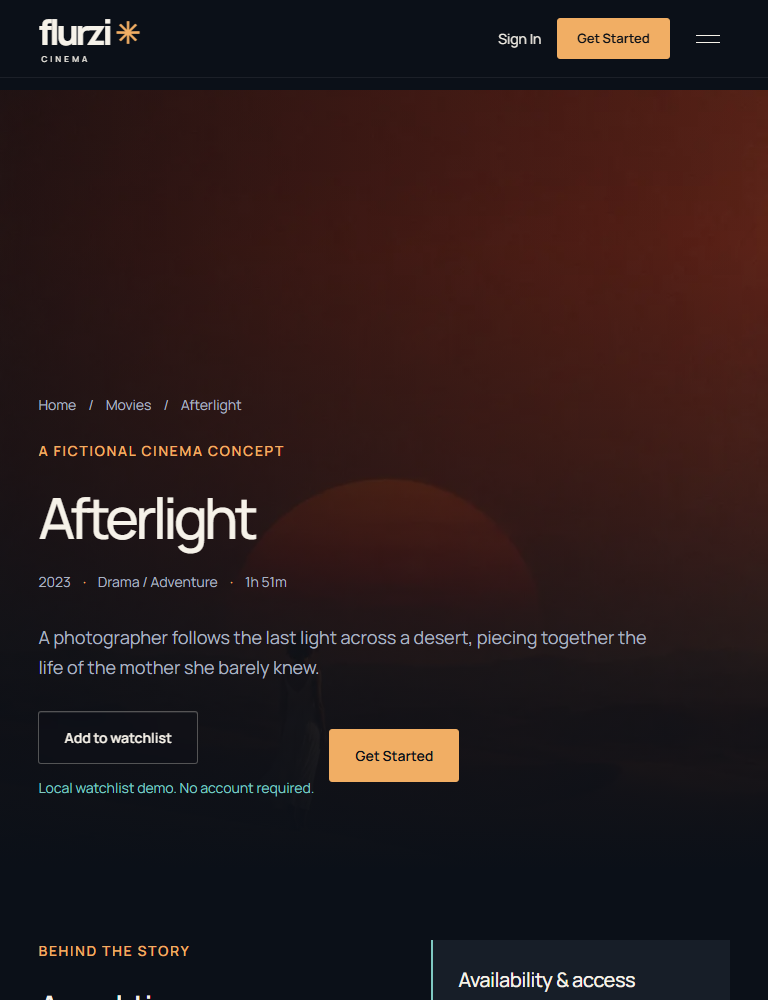 flurzi
CINEMA
Sign In
Get Started
Home / Movies / Afterlight
A FICTIONAL CINEMA CONCEPT
Afterlight
2023 · Drama / Adventure · 1h 51m
A photographer follows the last light across a desert, piecing together the
life of the mother she barely knew.
Add to watchlist
Get Started
Local watchlist demo. No account required.
BEHIND THE STORY
Availability & access